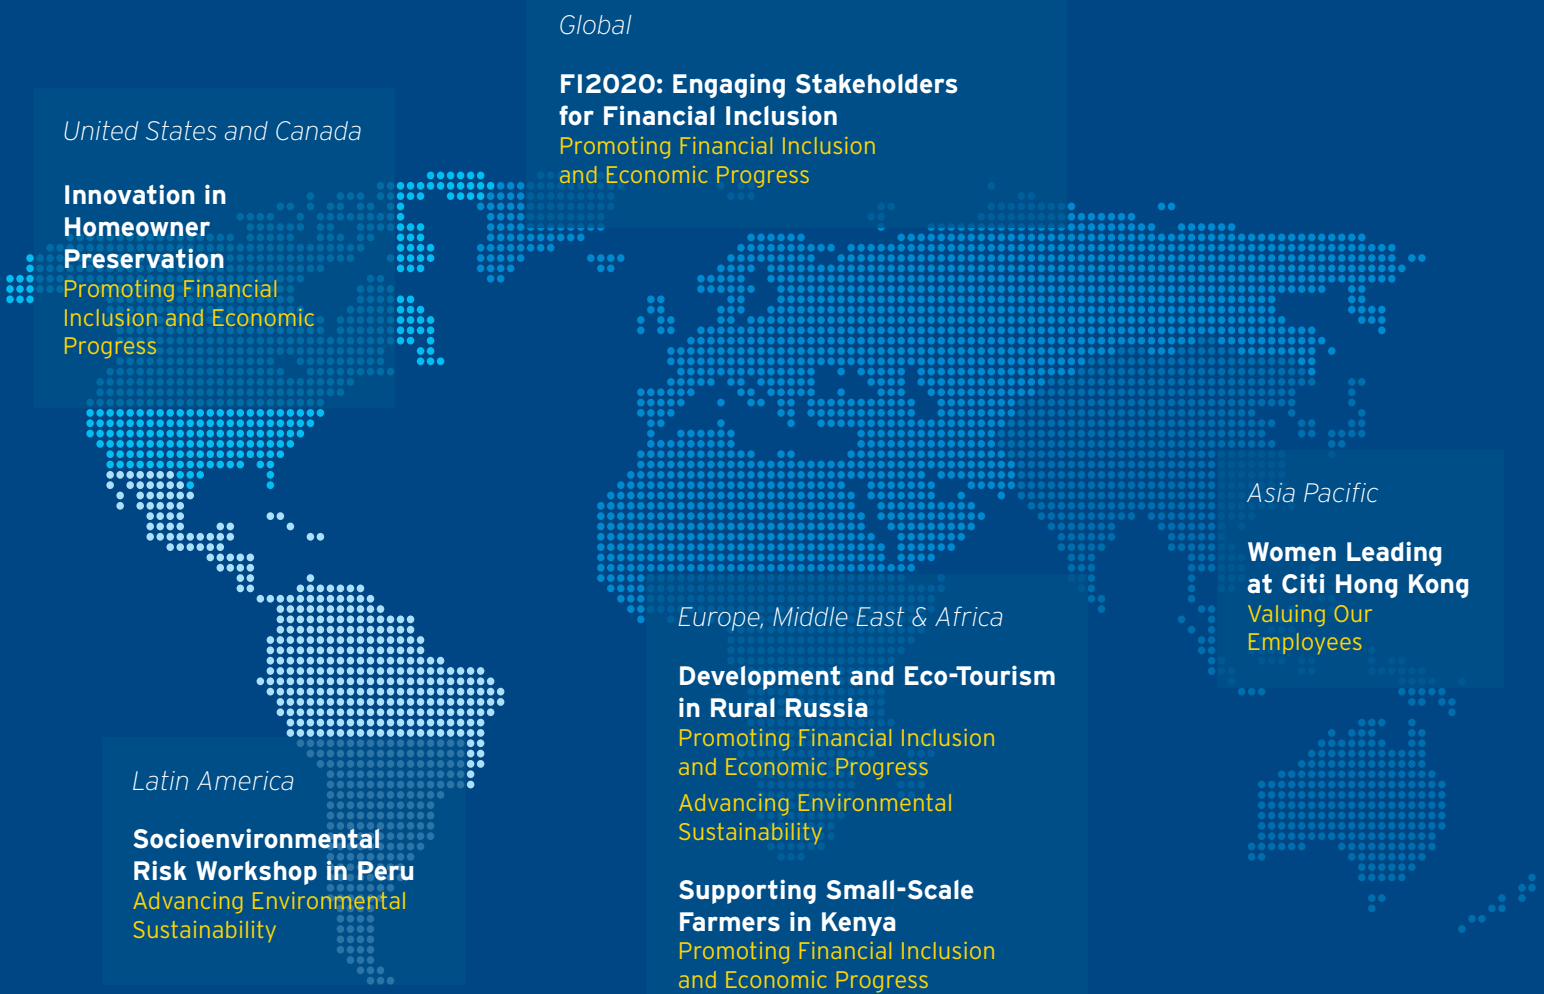 Global
FI2020: Engaging Stakeholders
for Financial Inclusion
Promoting Financial Inclusion
and Economic Progress
United States and Canada
Innovation in
Homeowner
Preservation
Promoting Financial
Inclusion and Economic
Progress
Asia Pacific
Women Leading
at Citi Hong Kong
Valuing Our
Employees
Europe, Middle East & Africa
Development and Eco-Tourism
in Rural Russia
Promoting Financial Inclusion
and Economic Progress
Advancing Environmental
Sustainability
Supporting Small-Scale
Farmers in Kenya
Promoting Financial Inclusion
and Economic Progress
Latin America
Socioenvironmental
Risk Workshop in Peru
Advancing Environmental
Sustainability